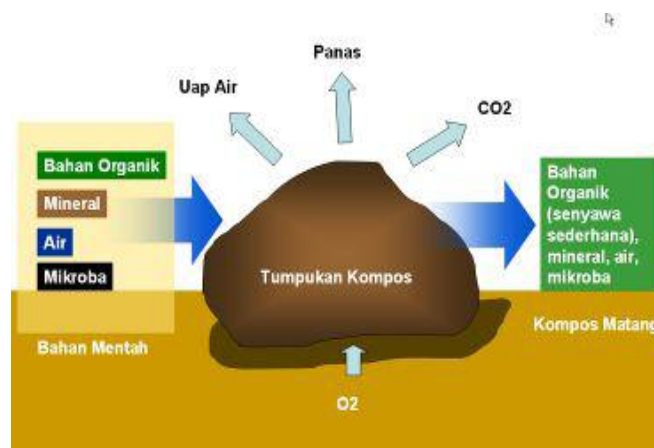 Panas
Uap Air
CO2
Bahan Organik
Mineral
Air
Mikroba
Bahan Mentah
Tumpukan Kompos
O2
Bahan
Organik
(senyawa
sederhana),
mineral, air,
mikroba
Kompos Matang